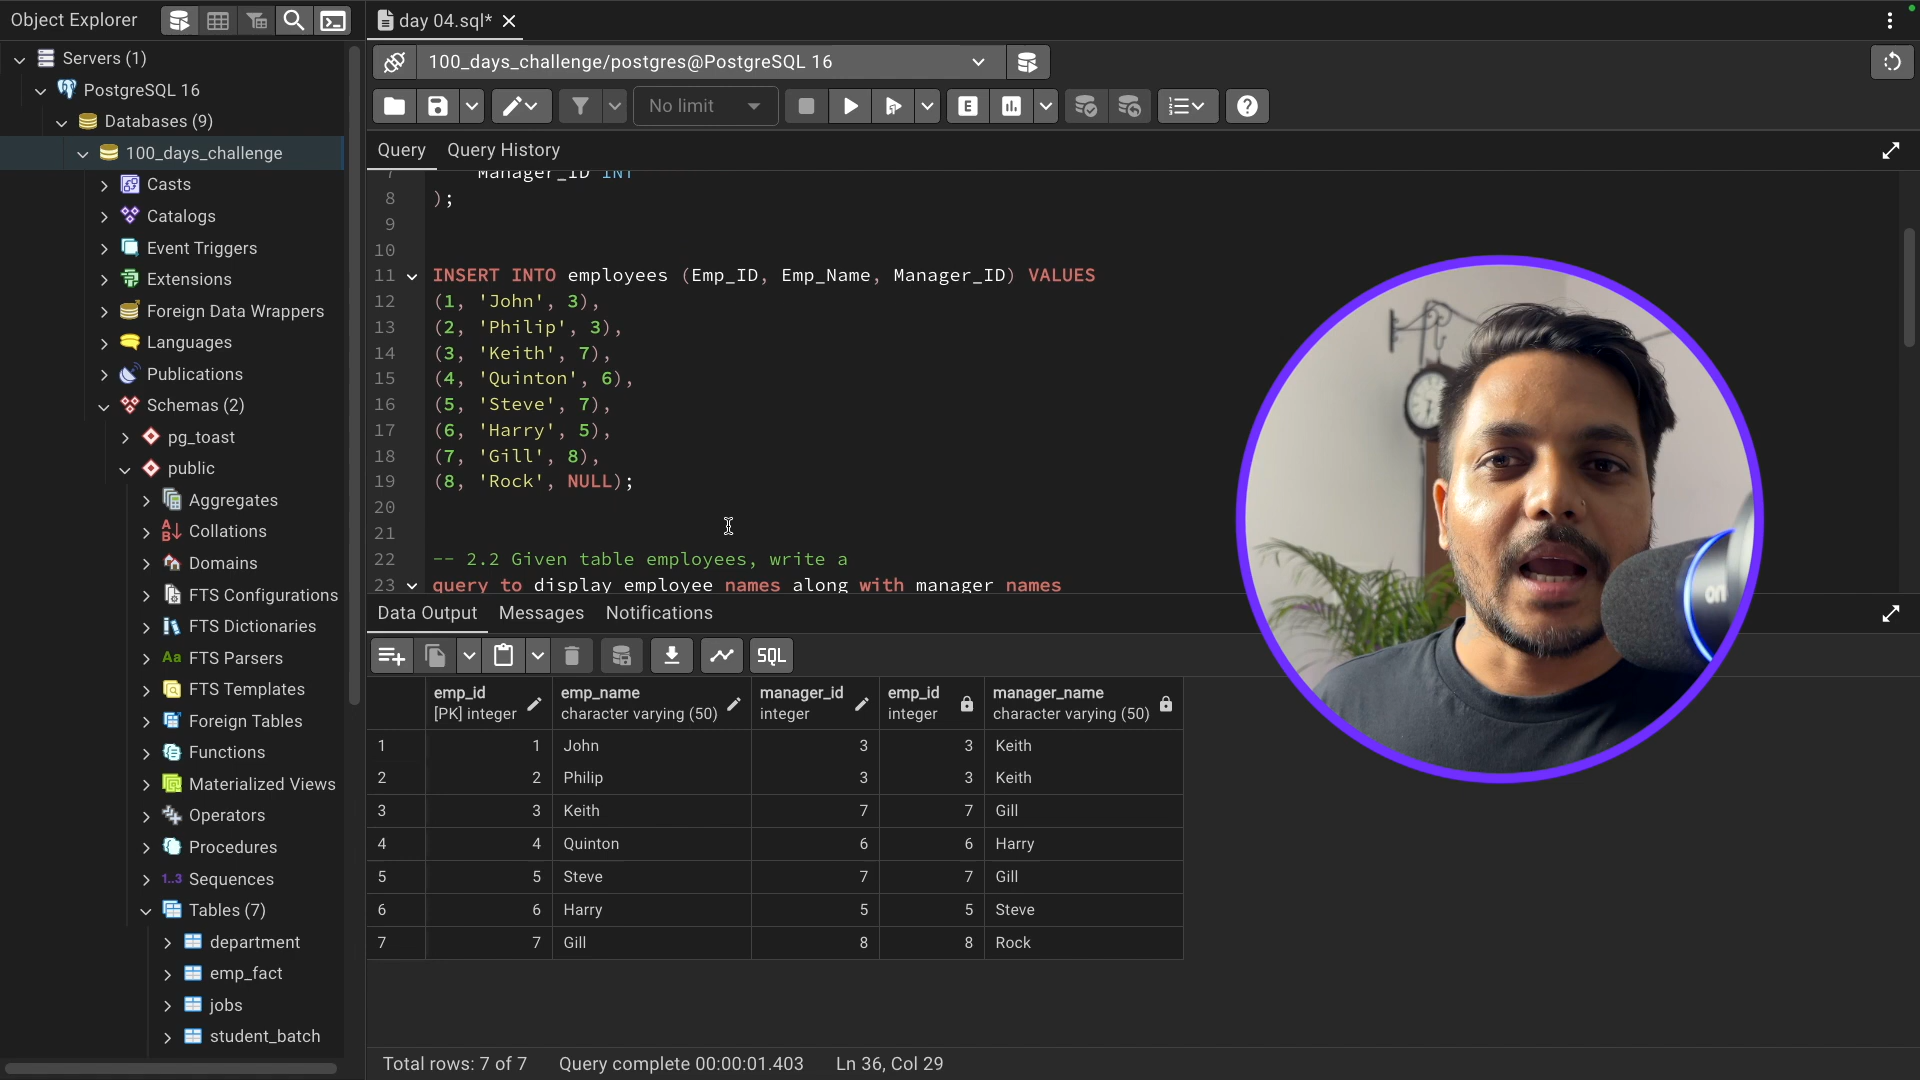 Object Explorer
day 04.sql*
Servers (1)
100_days_challenge/postgres@PostgreSQL 16
PostgreSQL 16
No limit
E
Databases (9)
100_days_challenge
Query
Query History
Casts
Catalogs
Event Triggers
Extensions
Foreign Data Wrappers
Languages
Publications
Schemas (2)
pg_toast
public
Aggregates
Collations
Domains
FTS Configurations
FTS Dictionaries
FTS Parsers
FTS Templates
Foreign Tables
Functions
Materialized Views
Operators
Procedures
1..3 Sequences
Tables (7)
department
emp_fact
jobs
student_batch
7 Manager_ID INT
8 );
9
10
11 INSERT INTO employees (Emp_ID, Emp_Name, Manager_ID) VALUES
12 (1, 'John', 3),
13 (2, 'Philip', 3),
14 (3, 'Keith', 7),
15 (4, 'Quinton', 6),
16 (5, 'Steve', 7),
17 (6, 'Harry', 5),
18 (7, 'Gill', 8),
19 (8, 'Rock', NULL);
20
21
22 -- 2.2 Given table employees, write a
23 query to display employee names along with manager names
on
Data Output
Messages
Notifications
SQL
emp_id [PK] integer
emp_name character varying (50)
manager_id integer
emp_id integer
manager_name character varying (50)
1 1 John 3 3 Keith
2 2 Philip 3 3 Keith
3 3 Keith 7 7 Gill
4 4 Quinton 6 6 Harry
5 5 Steve 7 7 Gill
6 6 Harry 5 5 Steve
7 7 Gill 8 8 Rock
Total rows: 7 of 7
Query complete 00:00:01.403
Ln 36, Col 29